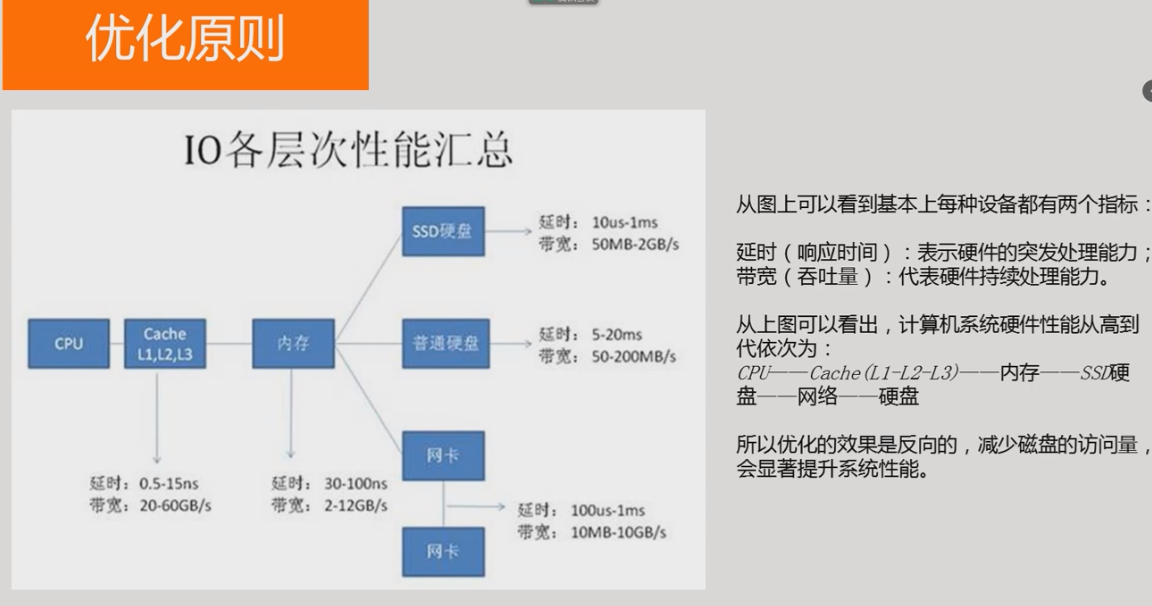 优化原则
IO各层次性能汇总
SSD硬盘
延时： 10us-1ms
带宽： 50MB-2GB/s
CPU
Cache
L1,L2,L3
内存
普通硬盘
延时： 5-20ms
带宽： 50-200MB/s
网卡
延时： 0.5-15ns
带宽： 20-60GB/s
延时： 30-100ns
带宽： 2-12GB/s
延时： 100us-1ms
带宽： 10MB-10GB/s
网卡
从图上可以看到基本上每种设备都有两个指标：
延时（响应时间）：表示硬件的突发处理能力；
带宽（吞吐量）：代表硬件持续处理能力。
从上图可以看出，计算机系统硬件性能从高到
代依次为：
CPU——Cache(L1-L2-L3)——内存——SSD硬
盘——网络——硬盘
所以优化的效果是反向的，减少磁盘的访问量，
会显著提升系统性能。